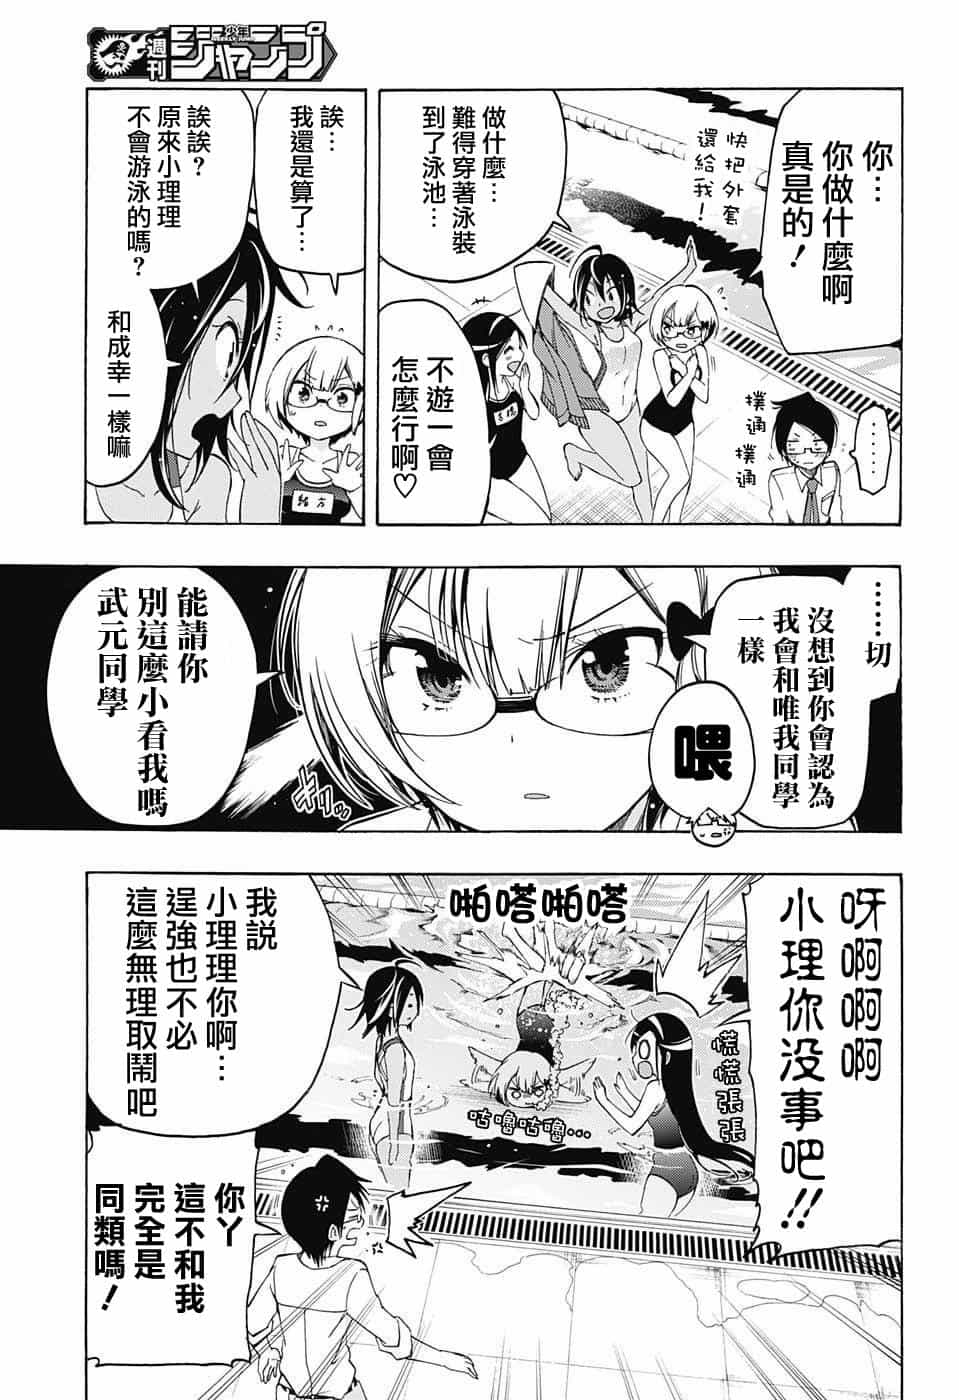 週刊
少年
ジャンプ
你…
你做什麼啊
真是的！
快把外套
還給我！
做什麼…
難得穿著泳裝
到了泳池…
不遊一會
怎麼行啊♡
撲通撲通
……
誒…
我還是算了…
誒誒？
原來小理理
不會游泳的嗎？
和成幸一樣嘛
緒方
……切
沒想到你會認為
我會和唯我同學
一樣
喂
能請你
別這麼小看我嗎
武元同學
呀啊啊啊
小理你没事吧!!
啪嗒啪嗒
慌慌張張
咕嚕咕嚕…
我説
小理理你啊…
逞強也不必
這麼無理取鬧吧
你丫
這不和我
完全是
同類嗎！